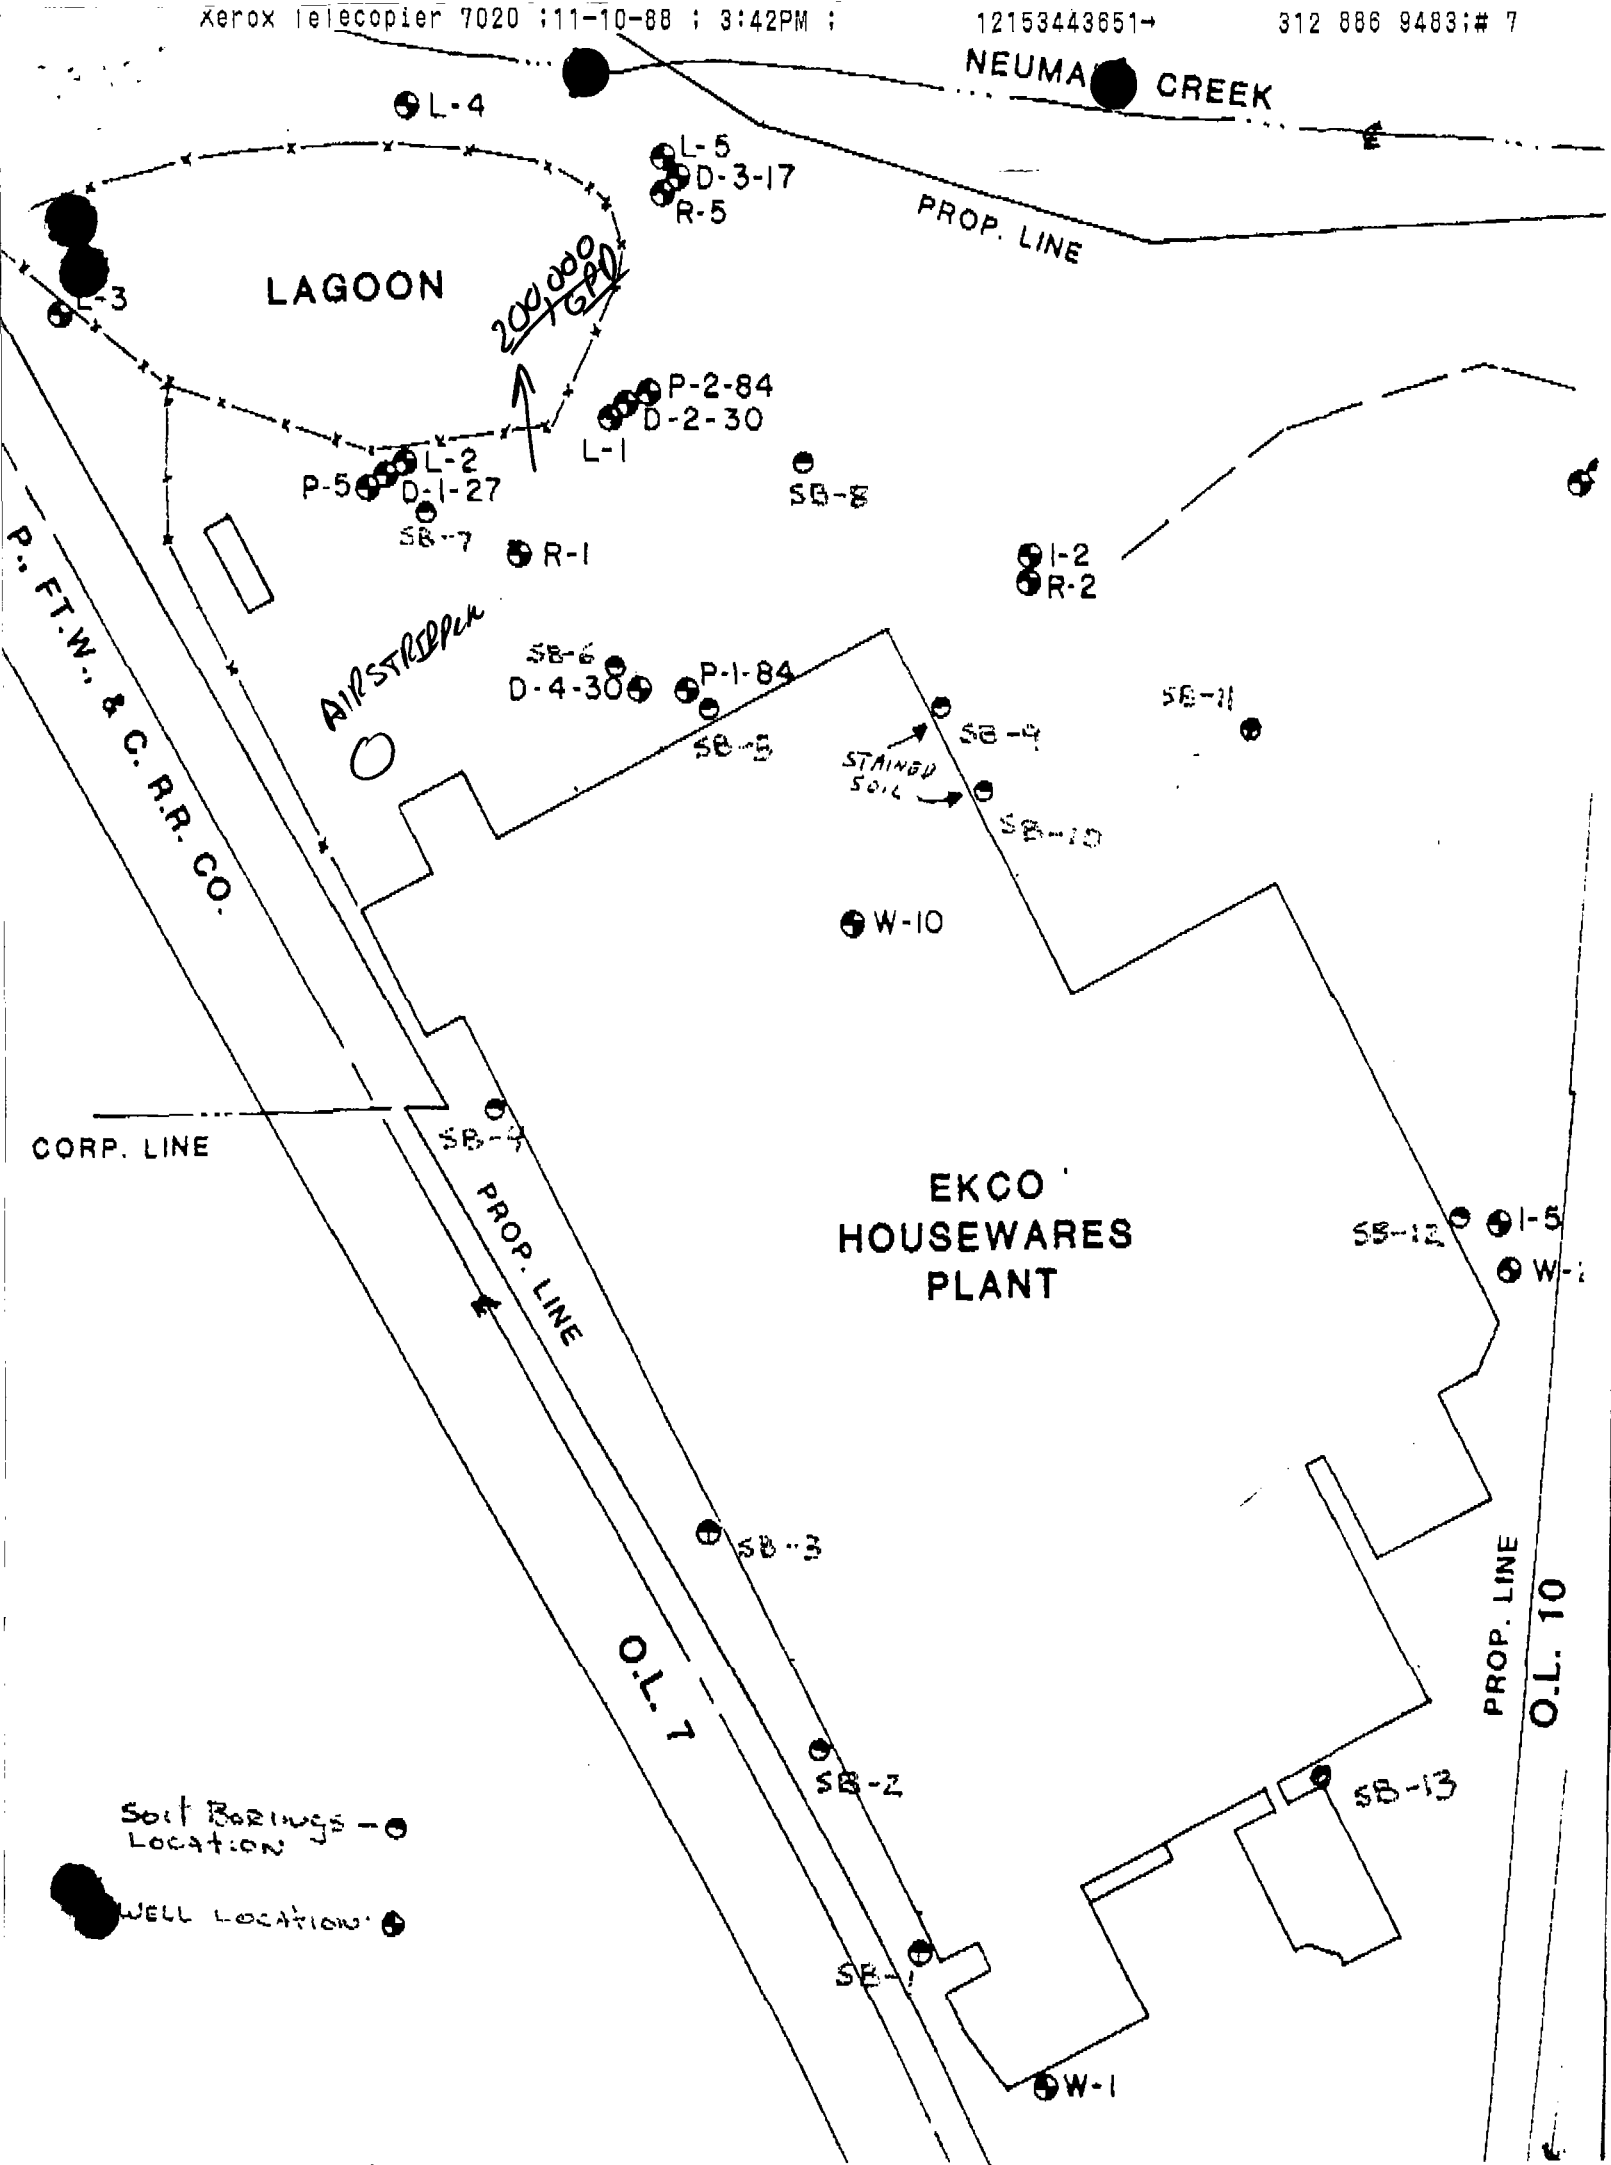 Xerox Telecopier 7020 ;11-10-88 ; 3:42PM ; 12153443651→ 312 886 9483;# 7
NEUMA CREEK
L-4
L-5
D-3-17
R-5
PROP. LINE
LAGOON
200,000
GPD
L-3
P-2-84
D-2-30
L-1
L-2
P-5
D-1-27
SB-7
SB-8
R-1
I-2
R-2
P., FT.W., & C. R.R. CO.
AIRSTRIPPER
SB-6
D-4-30
P-1-84
SB-5
SB-9
SB-11
STAINED
SOIL
SB-10
W-10
CORP. LINE
SB-4
PROP. LINE
EKCO
HOUSEWARES
PLANT
SB-12
I-5
SB-3
PROP. LINE
O.L. 10
O.L. 7
SB-2
SB-13
Soil Borings -
LOCATION
WELL LOCATION
SB-1
W-1